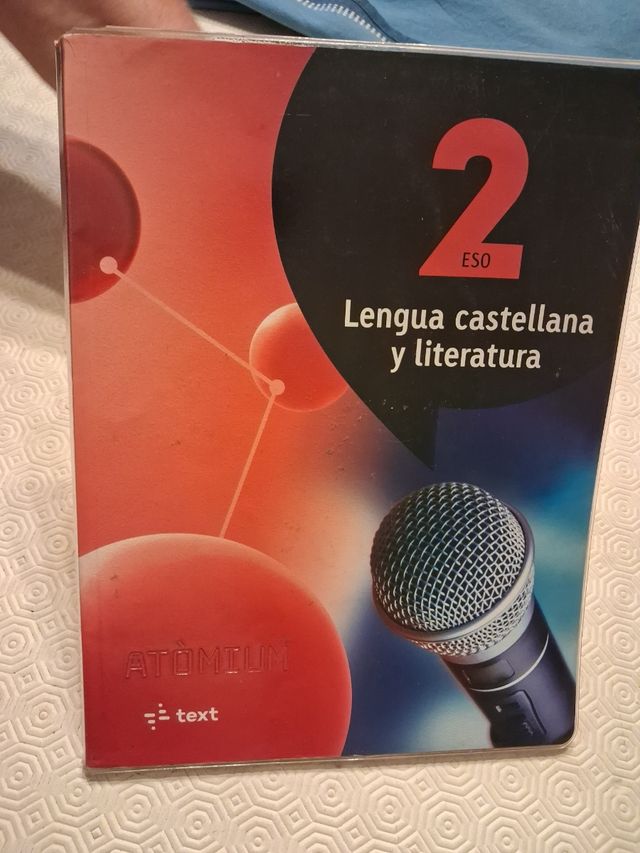 2
ESO
Lengua castellana
y literatura
ATÒMIUM
text